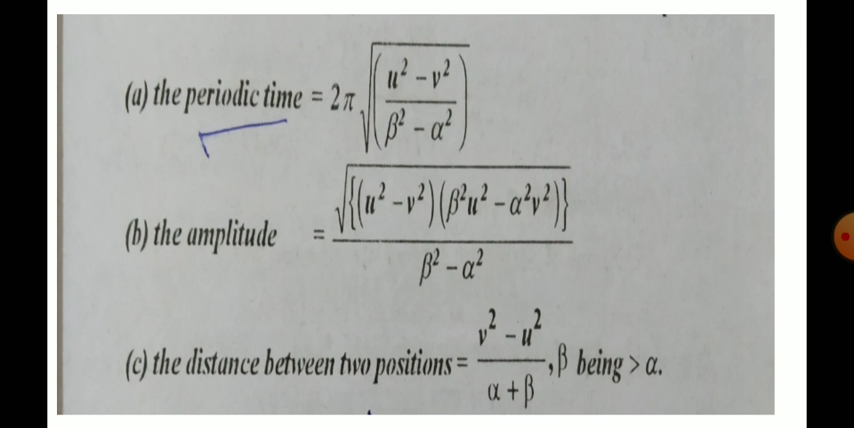 (a) the periodic time = 2π √((u² – v²)/(β² – α²))
(b) the amplitude = √{(u² – v²)(β²u² – α²v²)}/(β² – α²)
(c) the distance between two positions = (v² – u²)/(α + β), β being > α.